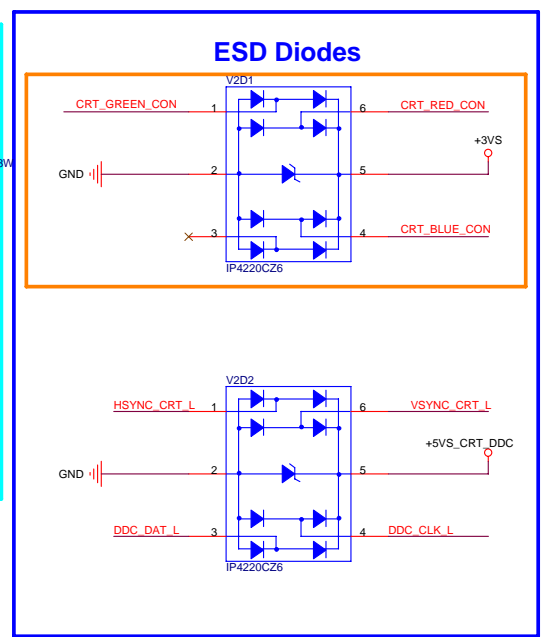 ESD Diodes
V2D1
CRT_GREEN_CON 1 6 CRT_RED_CON
+3VS
GND 2 5
3 4 CRT_BLUE_CON
IP4220CZ6
V2D2
HSYNC_CRT_L 1 6 VSYNC_CRT_L
+5VS_CRT_DDC
GND 2 5
DDC_DAT_L 3 4 DDC_CLK_L
IP4220CZ6